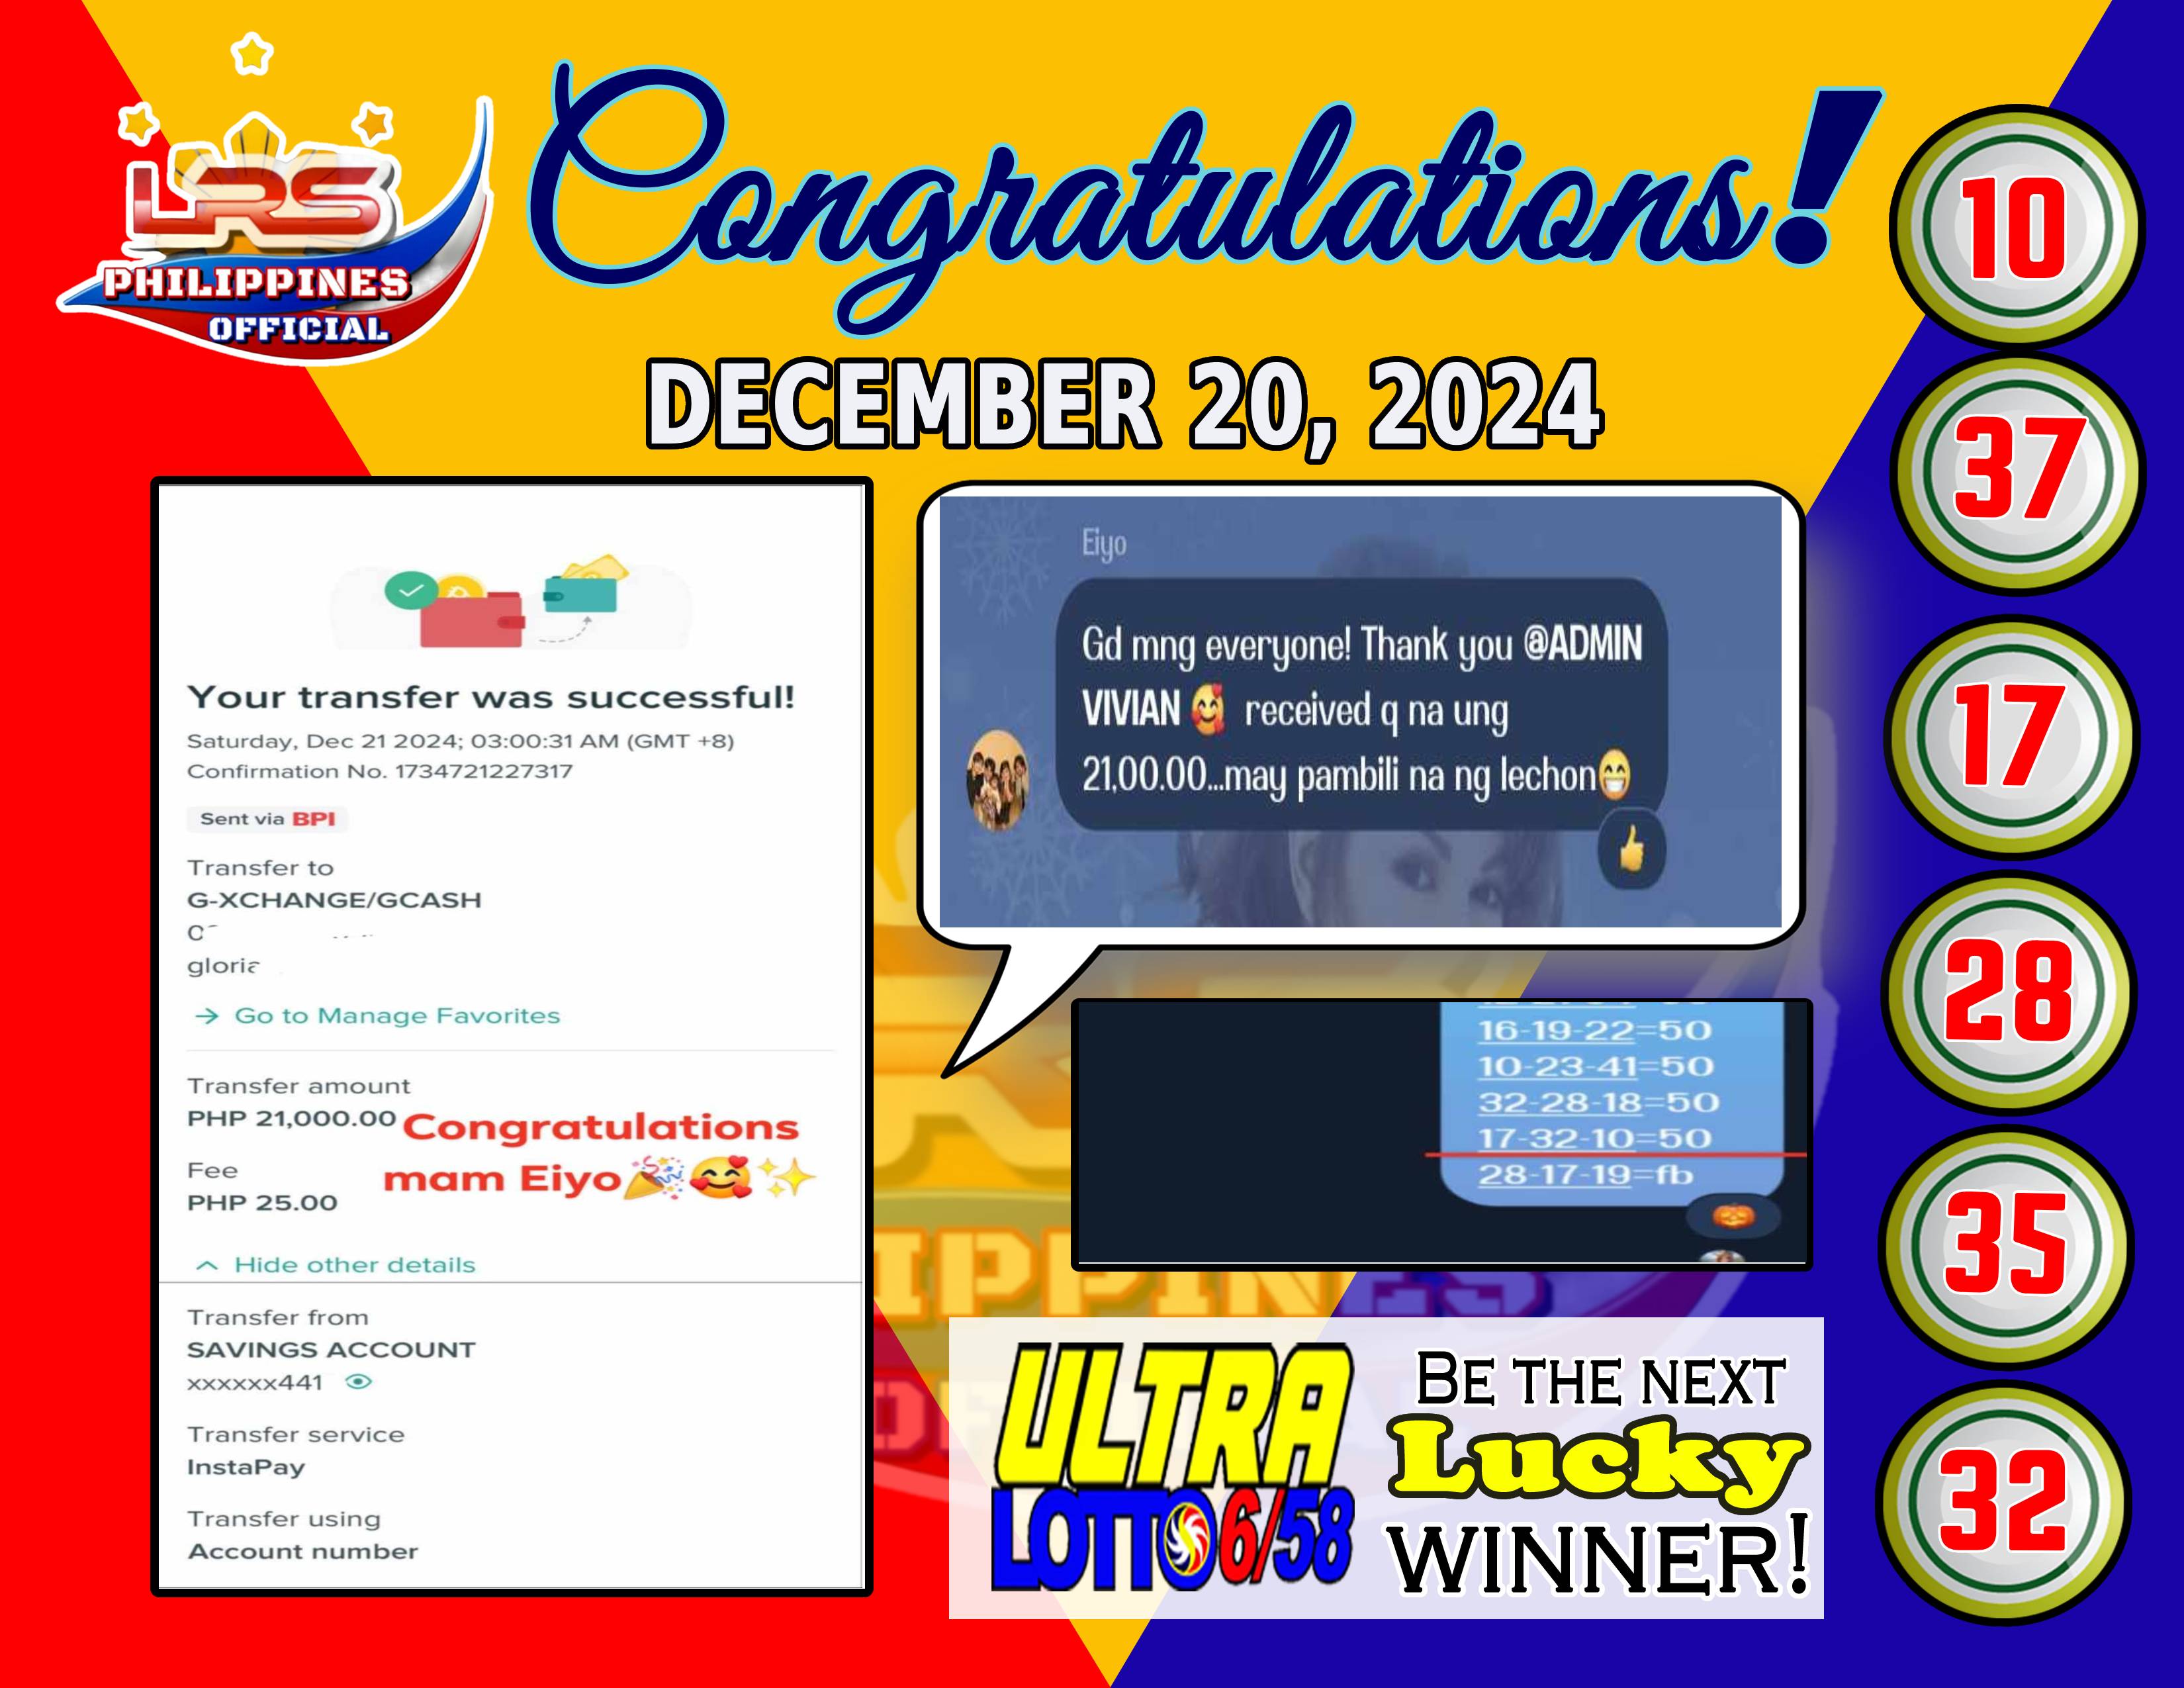 LRS
PHILIPPINES
OFFICIAL
Congratulations!
DECEMBER 20, 2024
Your transfer was successful!
Saturday, Dec 21 2024; 03:00:31 AM (GMT +8)
Confirmation No. 1734721227317
Sent via BPI
Transfer to
G-XCHANGE/GCASH
→ Go to Manage Favorites
Transfer amount
PHP 21,000.00
Congratulations
mam Eiyo🎉🥰✨
Fee
PHP 25.00
Hide other details
Transfer from
SAVINGS ACCOUNT
xxxxxx441
Transfer service
InstaPay
Transfer using
Account number
Eiyo
Gd mng everyone! Thank you @ADMIN
VIVIAN 🥰 received q na ung
21,00.00...may pambili na ng lechon😁
👍
16-19-22=50
10-23-41=50
32-28-18=50
17-32-10=50
28-17-19=fb
🎃
ULTRA
LOTTO 6/58
BE THE NEXT
Lucky
WINNER!
10
37
17
28
35
32